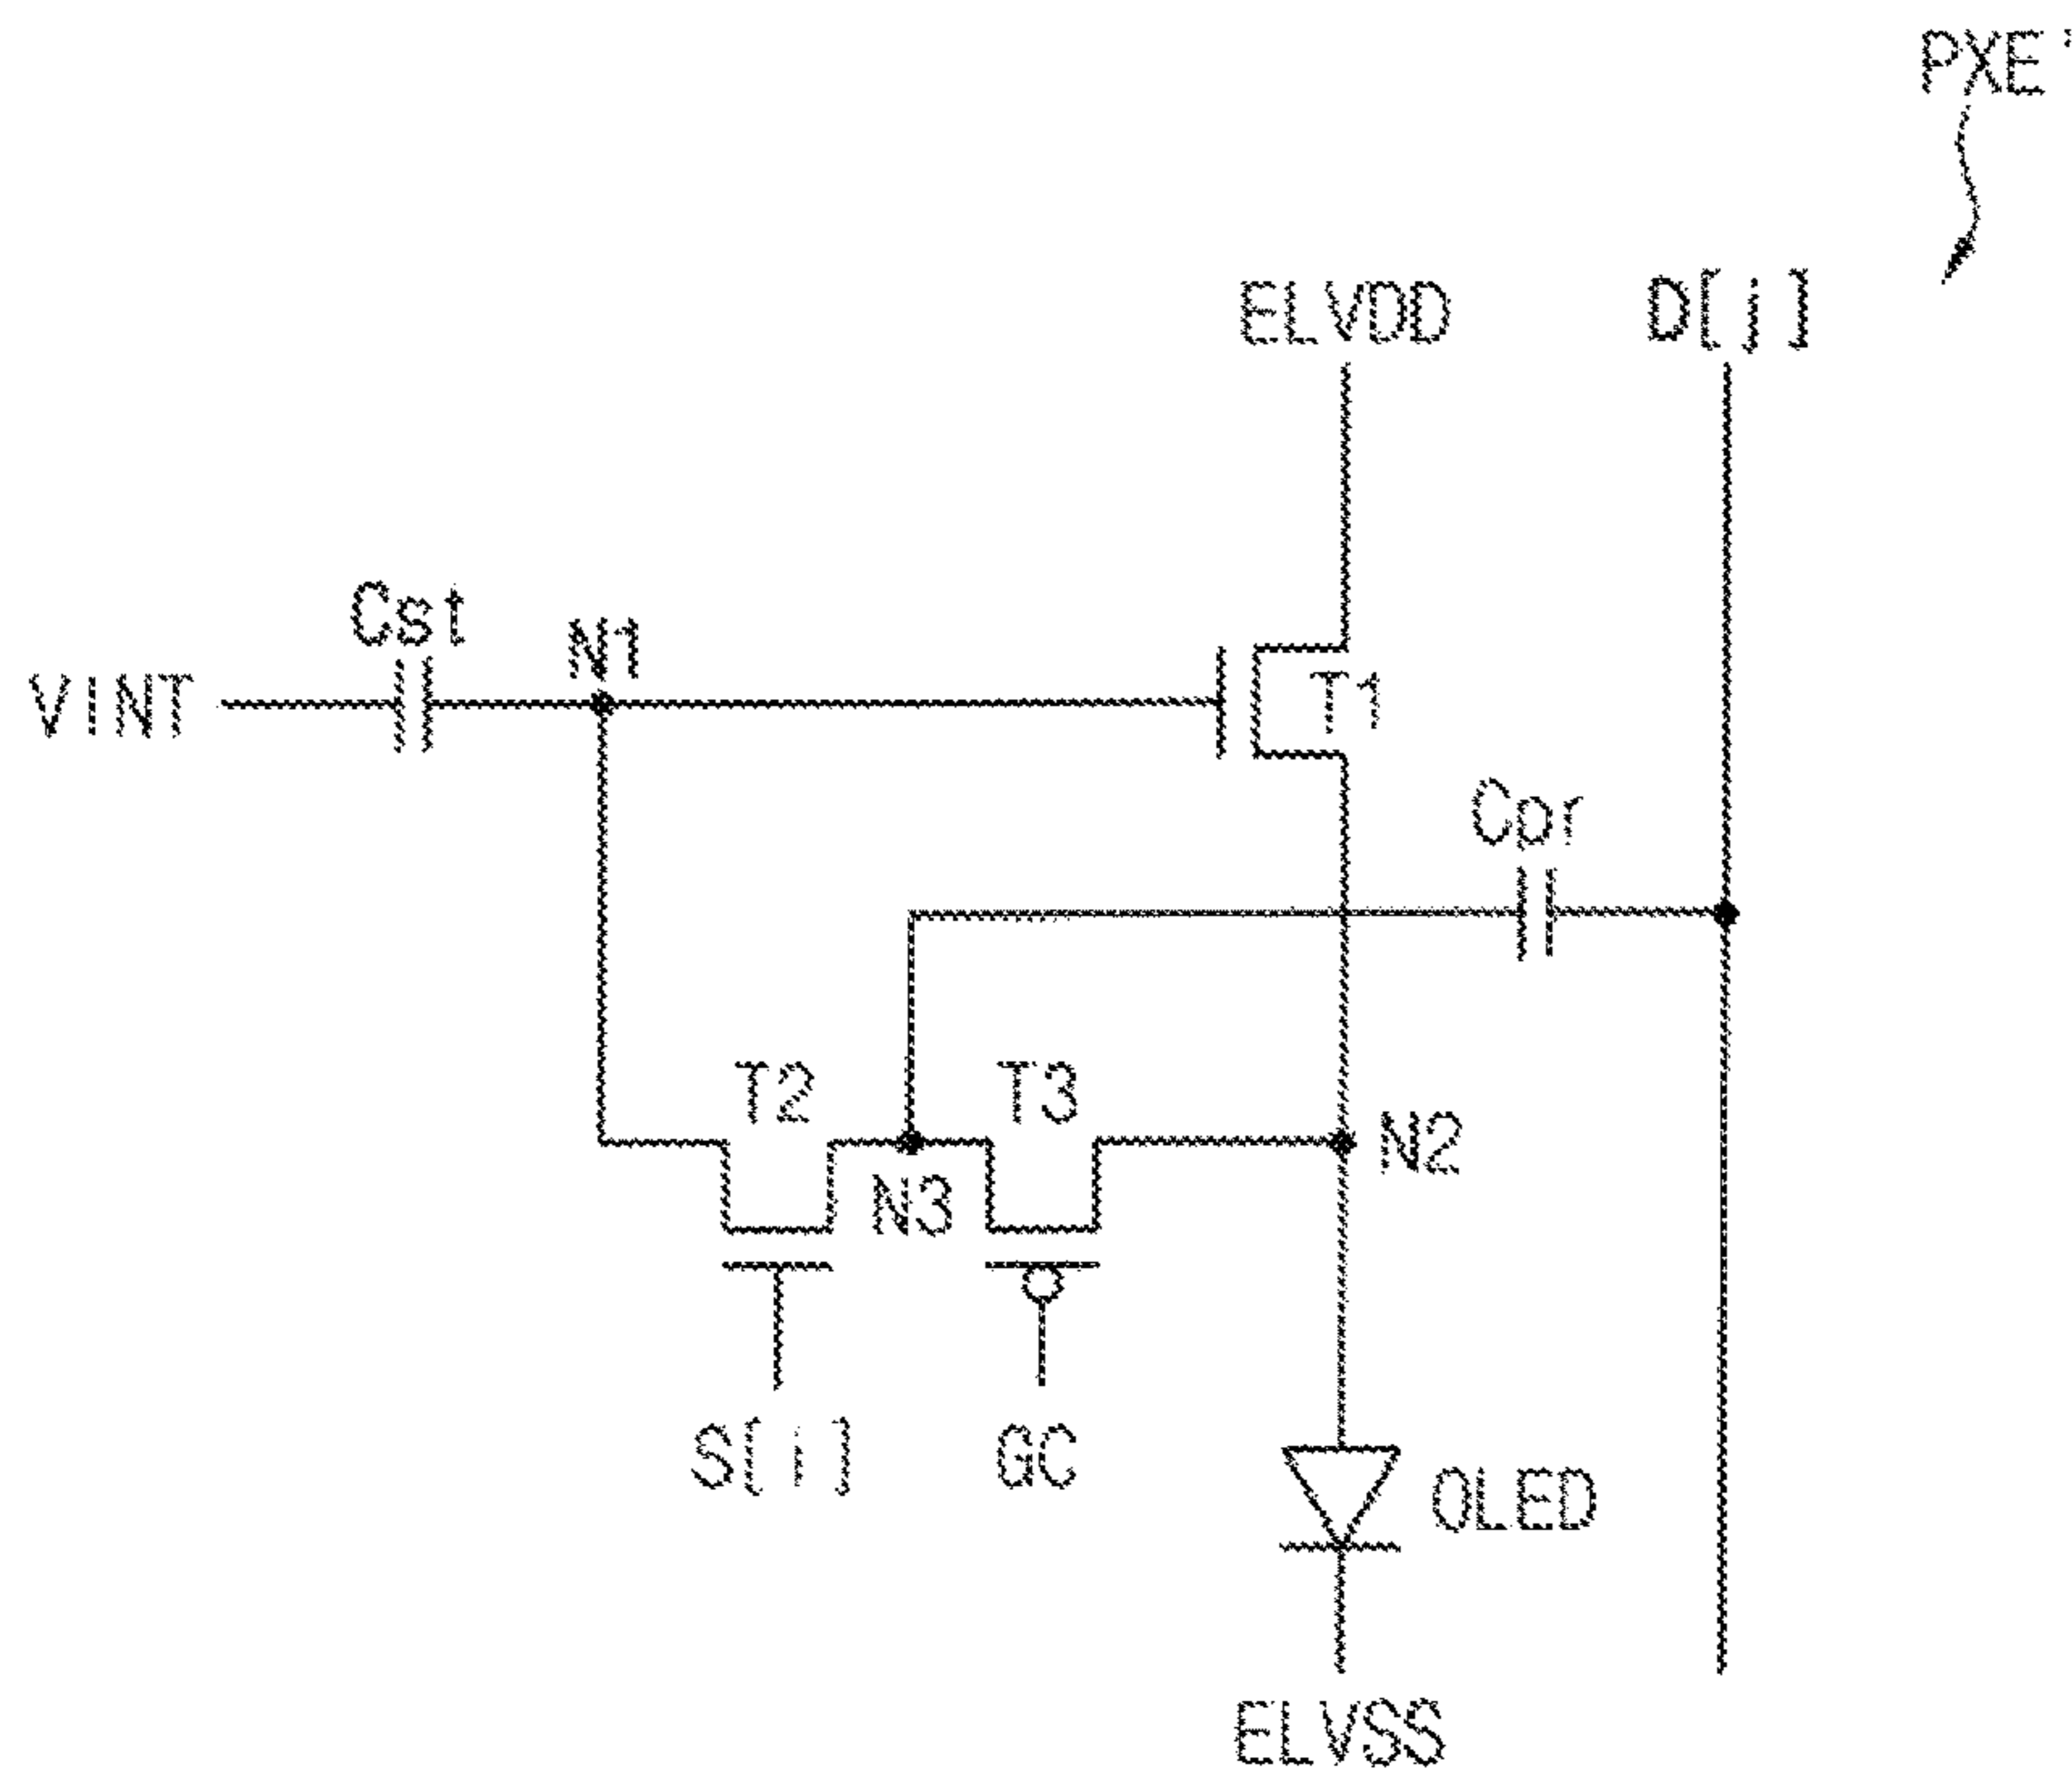 PXE'
ELVDD
D[j]
Cst
N1
VINT
T1
Cpr
T2
T3
N2
N3
S[i]
GC
OLED
ELVSS